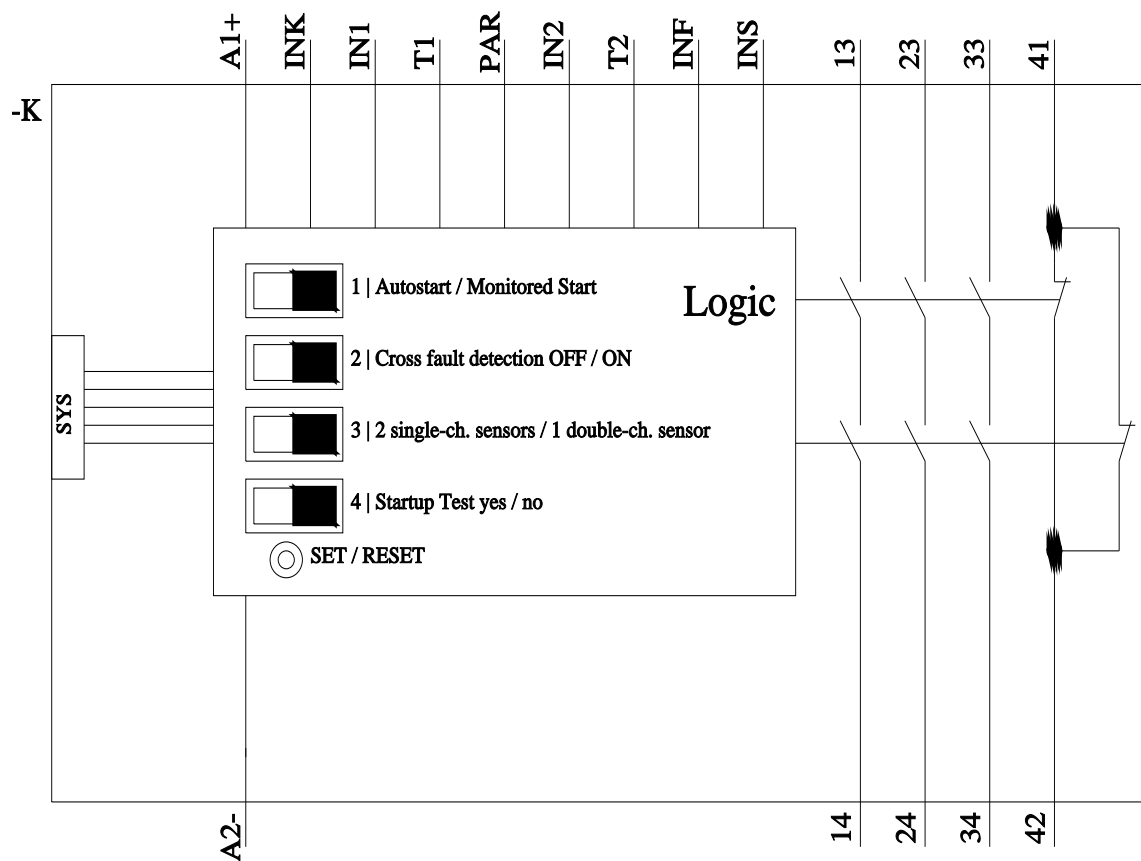 A1+
INK
IN1
T1
PAR
IN2
T2
INF
INS
13
23
33
41
-K
1 | Autostart / Monitored Start
Logic
2 | Cross fault detection OFF / ON
SYS
3 | 2 single-ch. sensors / 1 double-ch. sensor
4 | Startup Test yes / no
SET / RESET
A2-
14
24
34
42